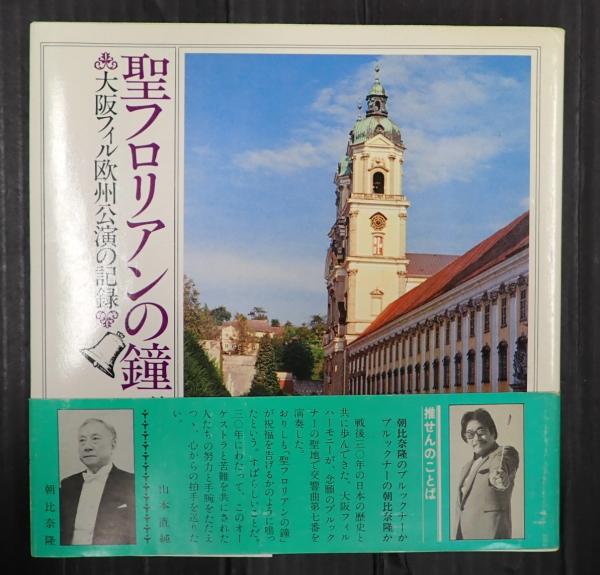 聖フロリアンの鐘
大阪フィル欧州公演の記録
推せんのことば
朝比奈隆のブルックナーか
ブルックナーの朝比奈隆か
戦後三〇年の日本の歴史と
共に歩んできた、大阪フィル
ハーモニーが、念願のブルック
ナーの聖地で交響曲第七番を
演奏した。
おりしも「聖フロリアンの鐘」
が祝福を告げるかのように鳴っ
たという。すばらしいことだ。
三〇年にわたって、このオー
ケストラと苦難を共にされた
人たちの努力と手腕をたたえ
つゝ、心からの拍手を送りた
い。
山本直純
朝比奈隆